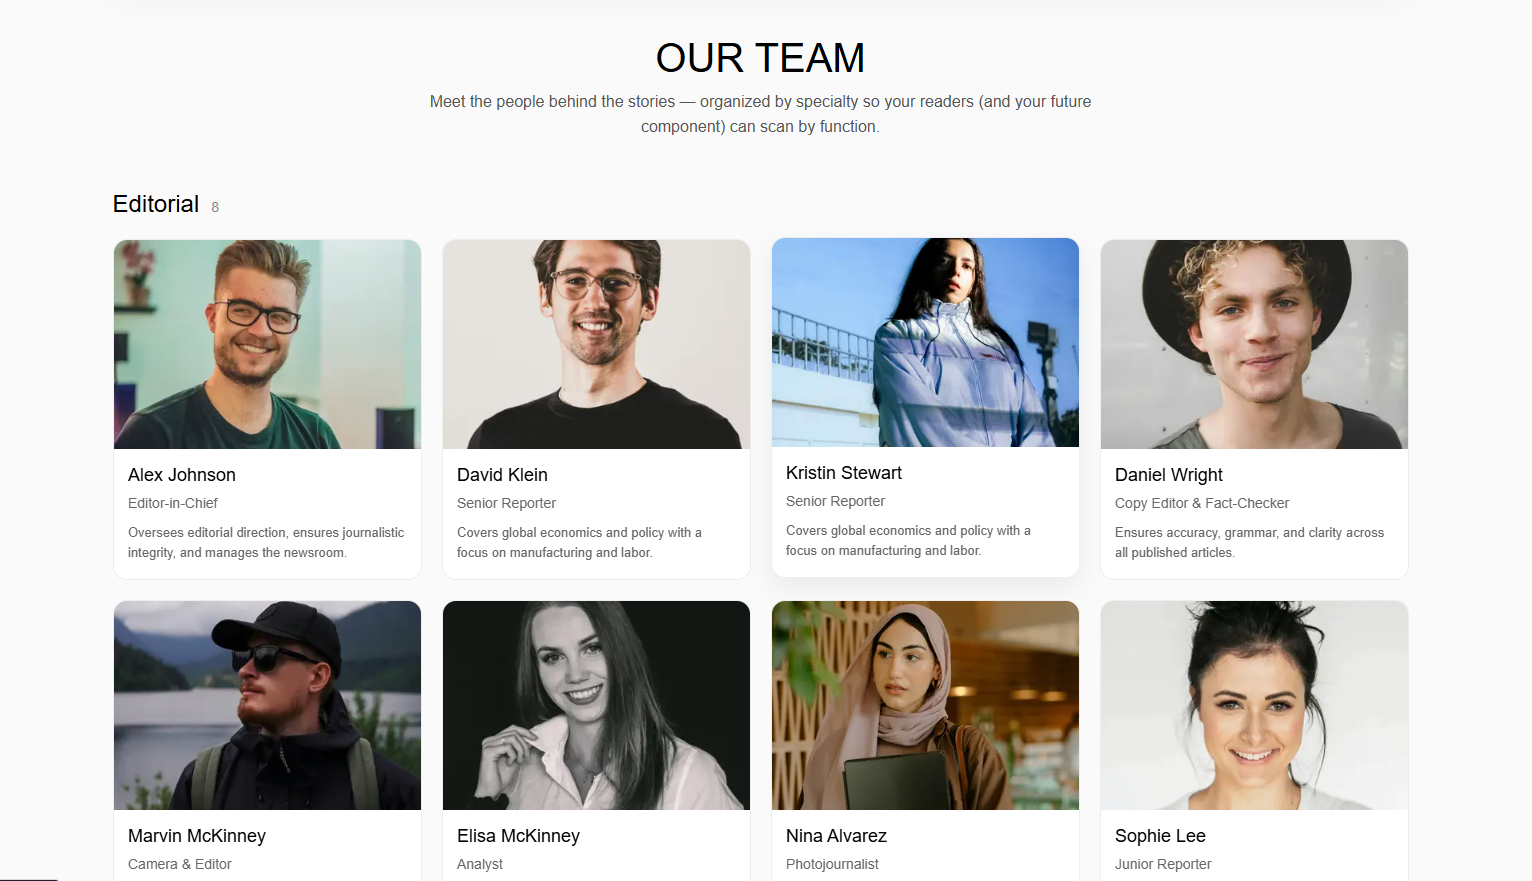 OUR TEAM
Meet the people behind the stories — organized by specialty so your readers (and your future
component) can scan by function.
Editorial 8
Alex Johnson
Editor-in-Chief
Oversees editorial direction, ensures journalistic
integrity, and manages the newsroom.
David Klein
Senior Reporter
Covers global economics and policy with a
focus on manufacturing and labor.
Kristin Stewart
Senior Reporter
Covers global economics and policy with a
focus on manufacturing and labor.
Daniel Wright
Copy Editor & Fact-Checker
Ensures accuracy, grammar, and clarity across
all published articles.
Marvin McKinney
Camera & Editor
Elisa McKinney
Analyst
Nina Alvarez
Photojournalist
Sophie Lee
Junior Reporter